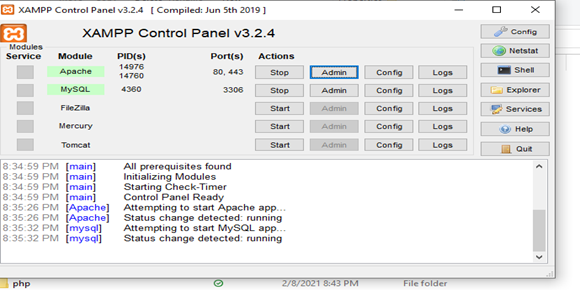 XAMPP Control Panel v3.2.4 [ Compiled: Jun 5th 2019 ]
XAMPP Control Panel v3.2.4
Config
Modules
Service Module PID(s) Port(s) Actions
Netstat
Apache 14976 14760 80, 443 Stop Admin Config Logs
Shell
MySQL 4360 3306 Stop Admin Config Logs
Explorer
FileZilla Start Admin Config Logs
Services
Mercury Start Admin Config Logs
Help
Tomcat Start Admin Config Logs
Quit
8:34:59 PM [main] All prerequisites found
8:34:59 PM [main] Initializing Modules
8:34:59 PM [main] Starting Check-Timer
8:34:59 PM [main] Control Panel Ready
8:35:26 PM [Apache] Attempting to start Apache app...
8:35:26 PM [Apache] Status change detected: running
8:35:32 PM [mysql] Attempting to start MySQL app...
8:35:32 PM [mysql] Status change detected: running
php 2/8/2021 8:43 PM File folder